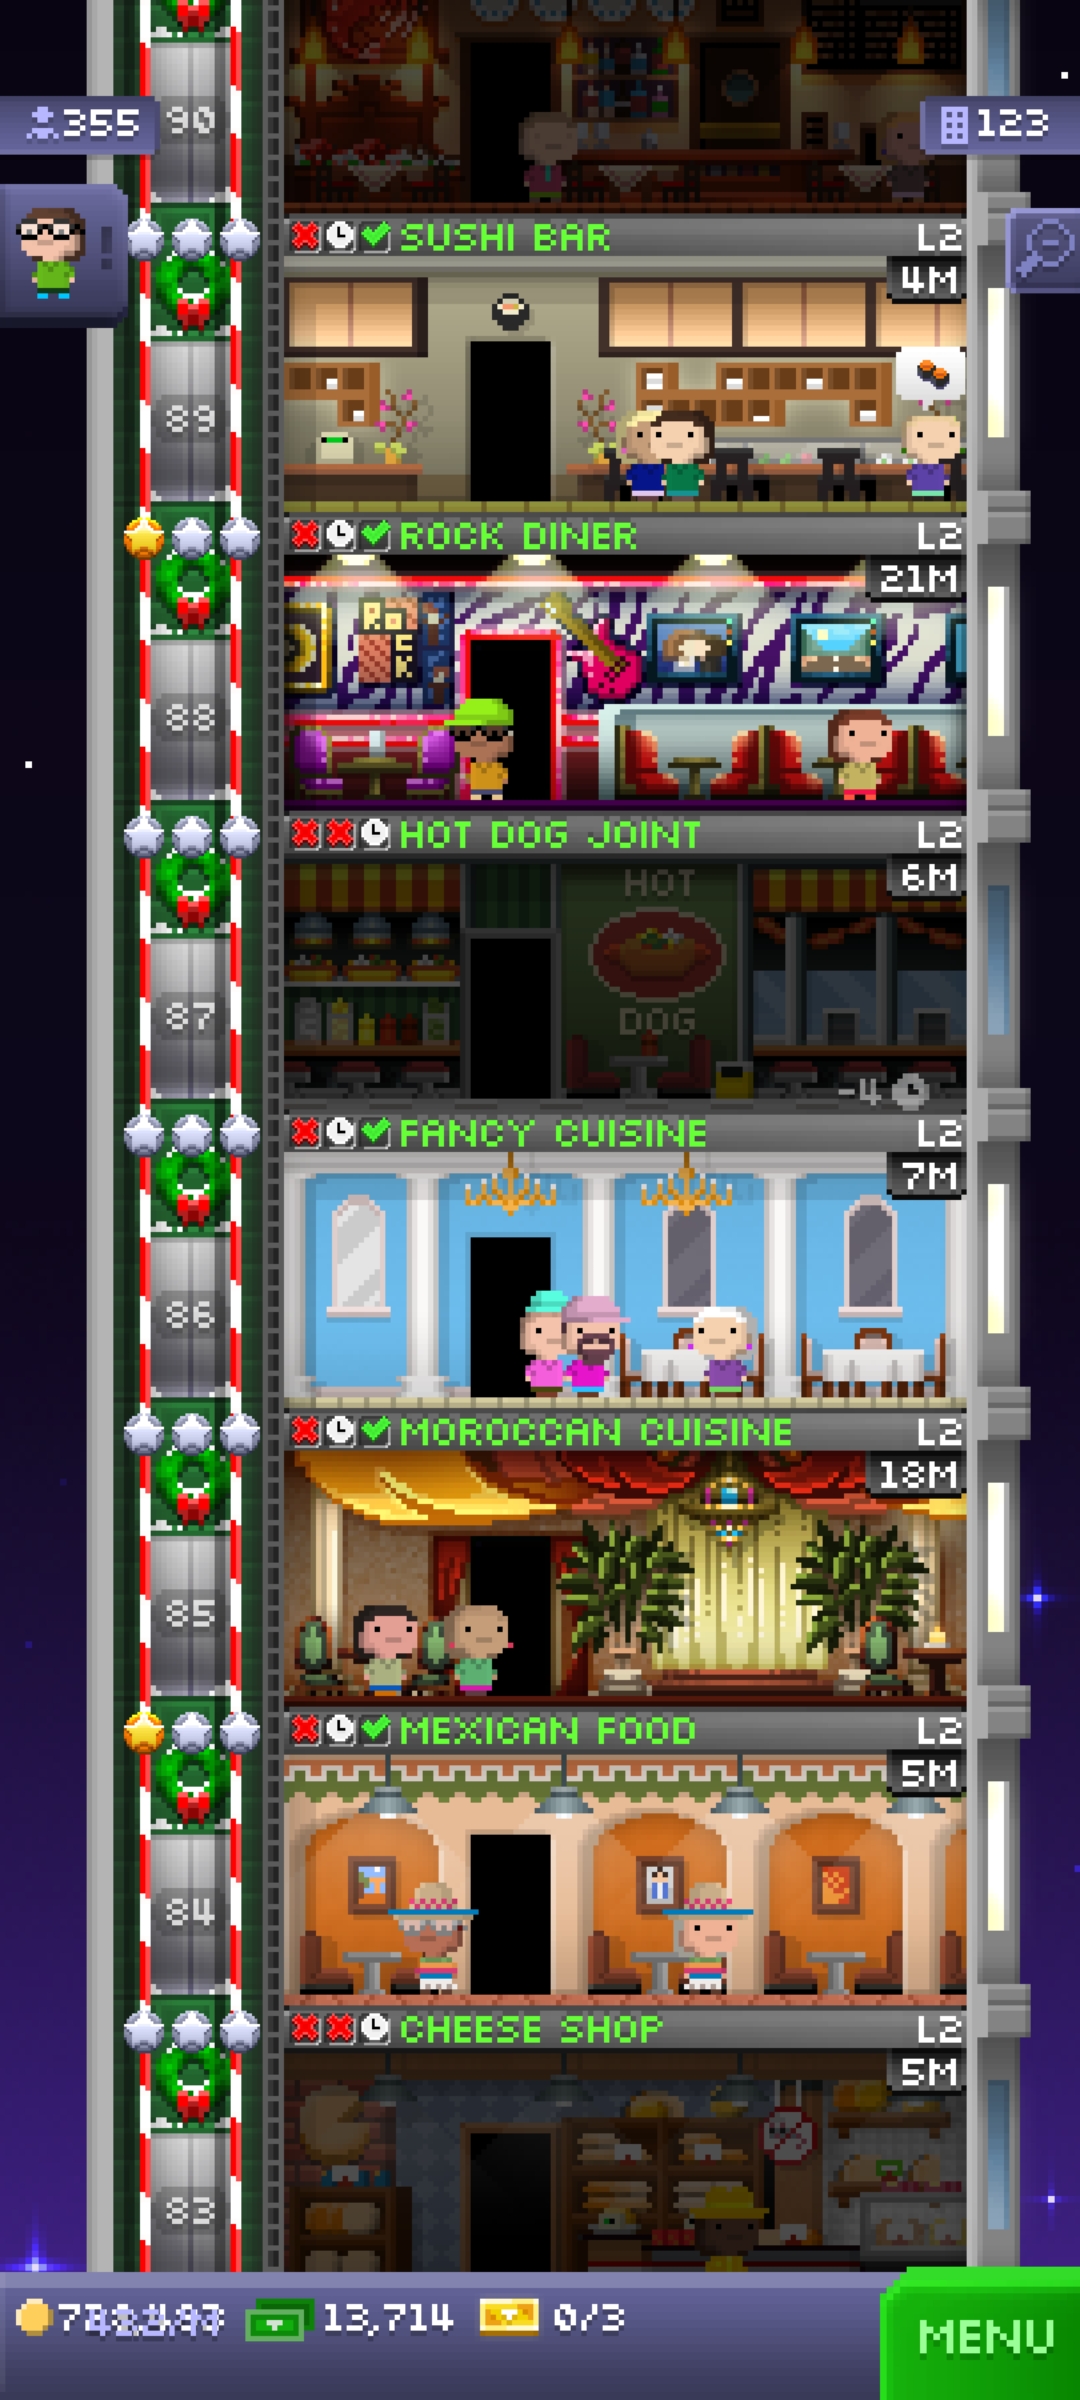 355
90
123
SUSHI BAR L2
4M
89
ROCK DINER L2
21M
ROCK
88
HOT DOG JOINT L2
6M
HOT
DOG
87
-4
FANCY CUISINE L2
7M
86
MOROCCAN CUISINE L2
18M
85
MEXICAN FOOD L2
5M
84
CHEESE SHOP L2
5M
83
13,714 0/3
MENU